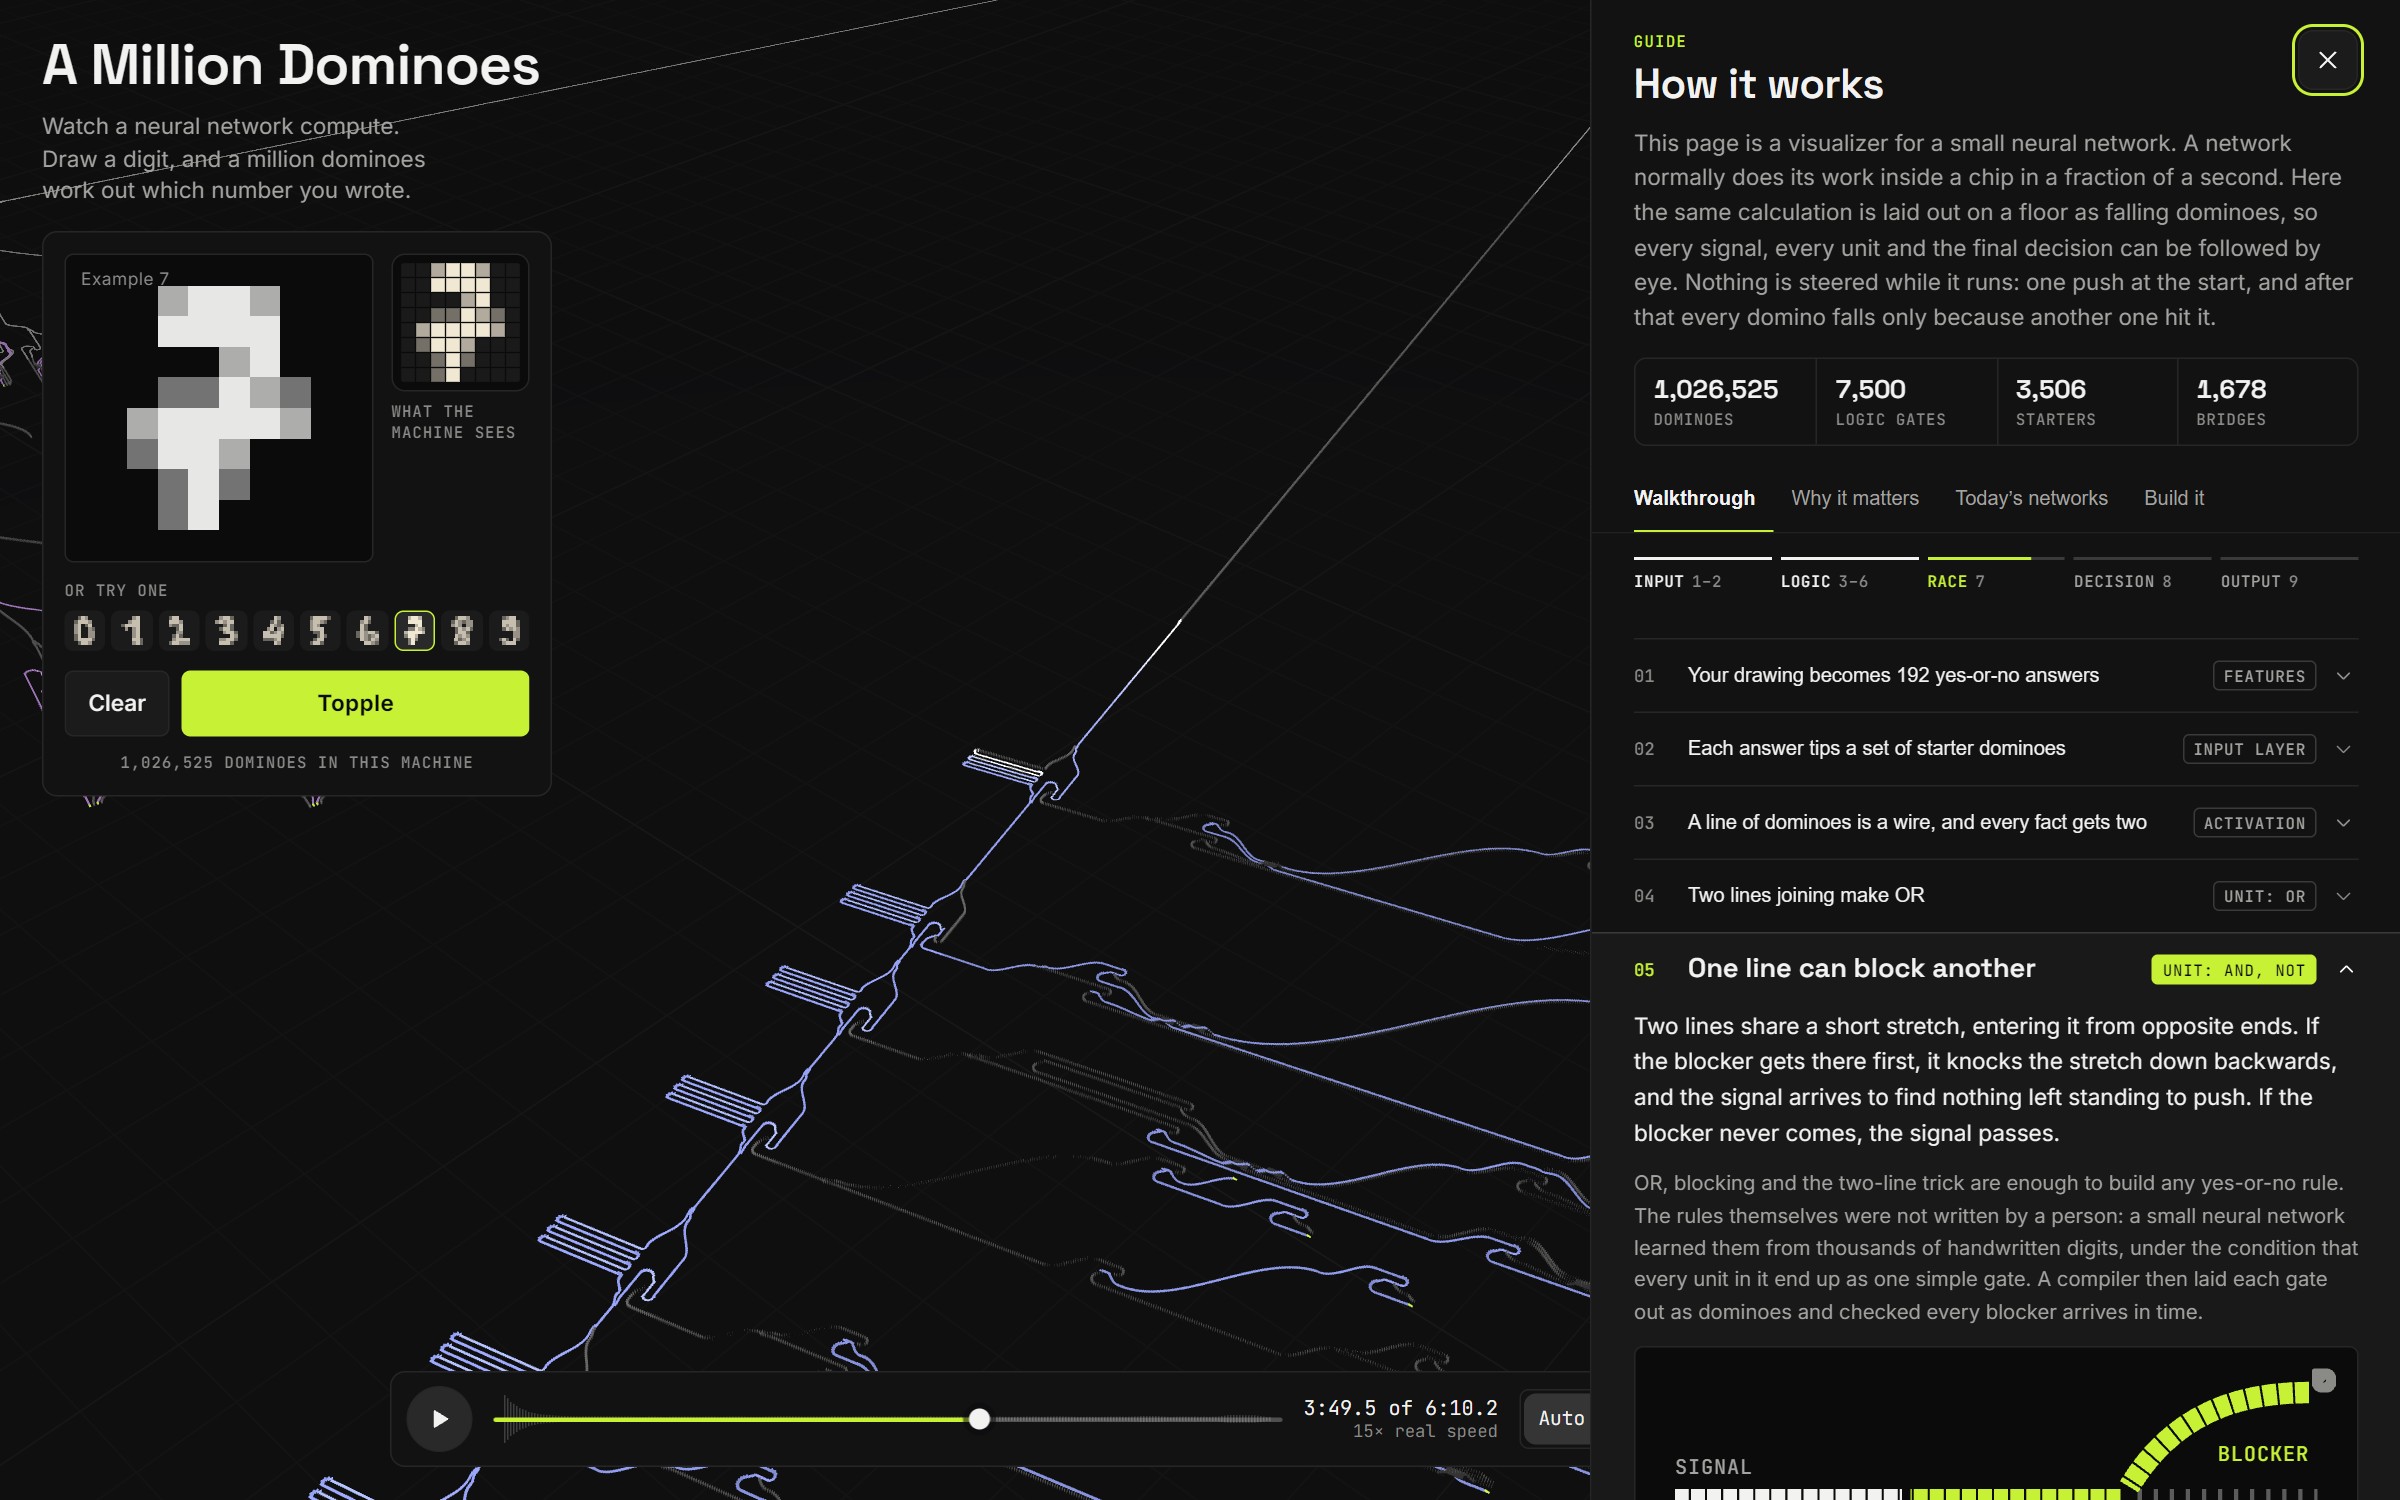 A Million Dominoes
Watch a neural network compute.
Draw a digit, and a million dominoes
work out which number you wrote.
Example 7
WHAT THE
MACHINE SEES
OR TRY ONE
0 1 2 3 4 5 6 7 8 9
Clear
Topple
1,026,525 DOMINOES IN THIS MACHINE
3:49.5 of 6:10.2
15× real speed
Auto
GUIDE
How it works
This page is a visualizer for a small neural network. A network
normally does its work inside a chip in a fraction of a second. Here
the same calculation is laid out on a floor as falling dominoes, so
every signal, every unit and the final decision can be followed by
eye. Nothing is steered while it runs: one push at the start, and after
that every domino falls only because another one hit it.
1,026,525 7,500 3,506 1,678
DOMINOES LOGIC GATES STARTERS BRIDGES
Walkthrough Why it matters Today's networks Build it
INPUT 1–2 LOGIC 3–6 RACE 7 DECISION 8 OUTPUT 9
01 Your drawing becomes 192 yes-or-no answers FEATURES
02 Each answer tips a set of starter dominoes INPUT LAYER
03 A line of dominoes is a wire, and every fact gets two ACTIVATION
04 Two lines joining make OR UNIT: OR
05 One line can block another UNIT: AND, NOT
Two lines share a short stretch, entering it from opposite ends. If
the blocker gets there first, it knocks the stretch down backwards,
and the signal arrives to find nothing left standing to push. If the
blocker never comes, the signal passes.
OR, blocking and the two-line trick are enough to build any yes-or-no rule.
The rules themselves were not written by a person: a small neural network
learned them from thousands of handwritten digits, under the condition that
every unit in it end up as one simple gate. A compiler then laid each gate
out as dominoes and checked every blocker arrives in time.
BLOCKER
SIGNAL